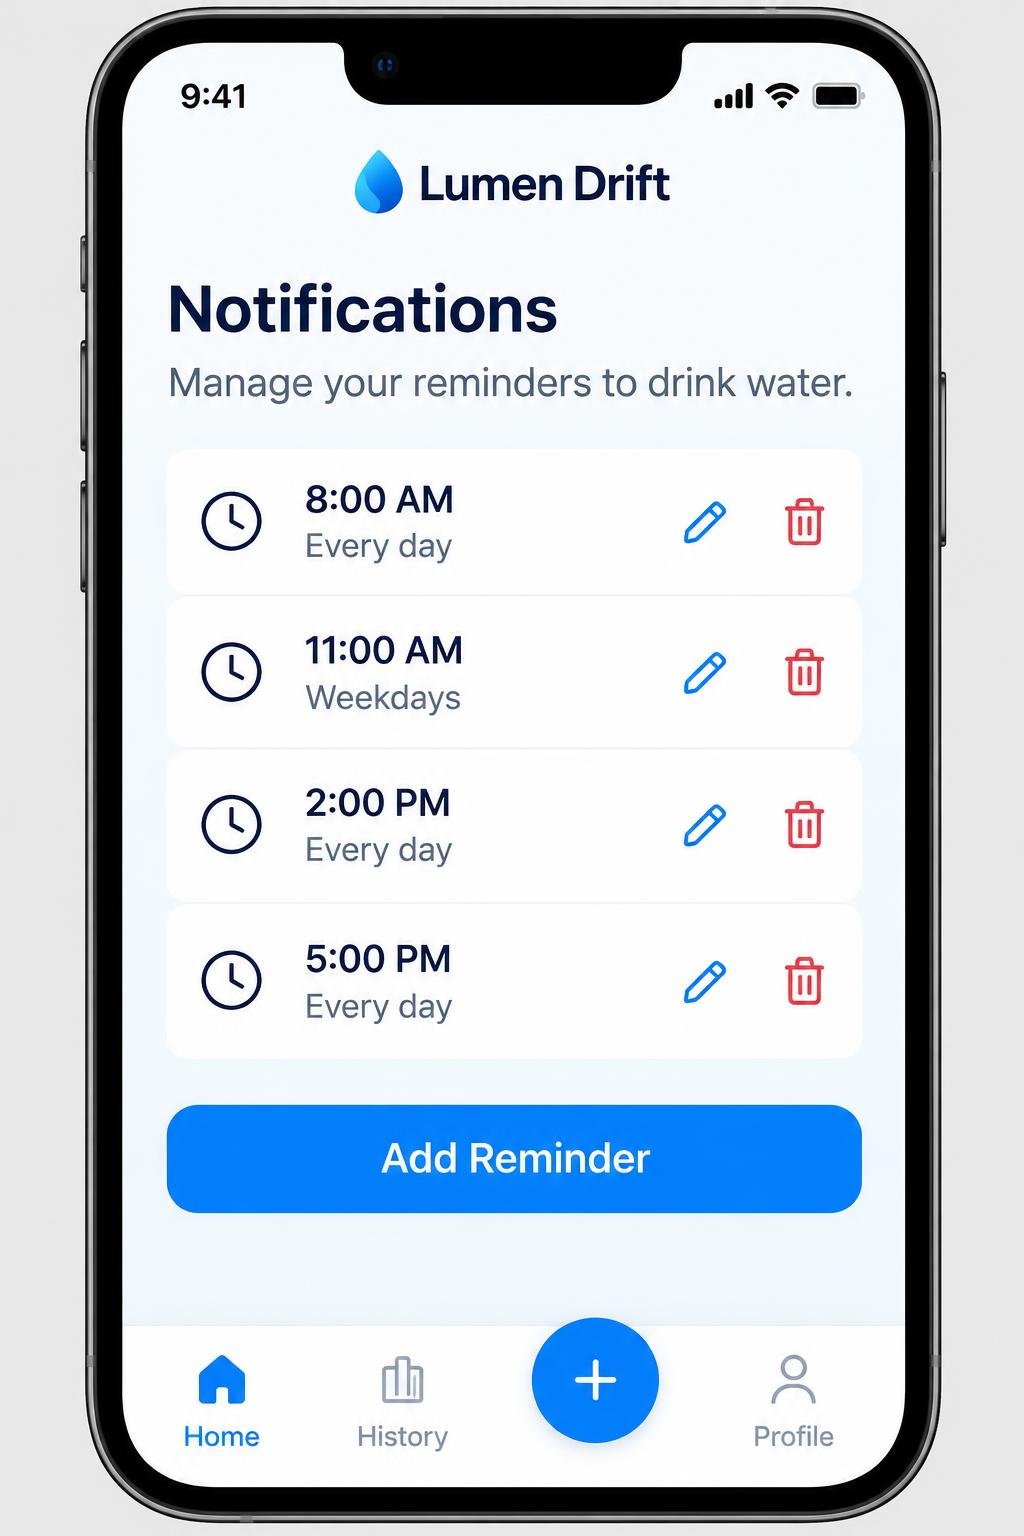 9:41
Lumen Drift
Notifications
Manage your reminders to drink water.
8:00 AM
Every day
11:00 AM
Weekdays
2:00 PM
Every day
5:00 PM
Every day
Add Reminder
Home
History
Profile